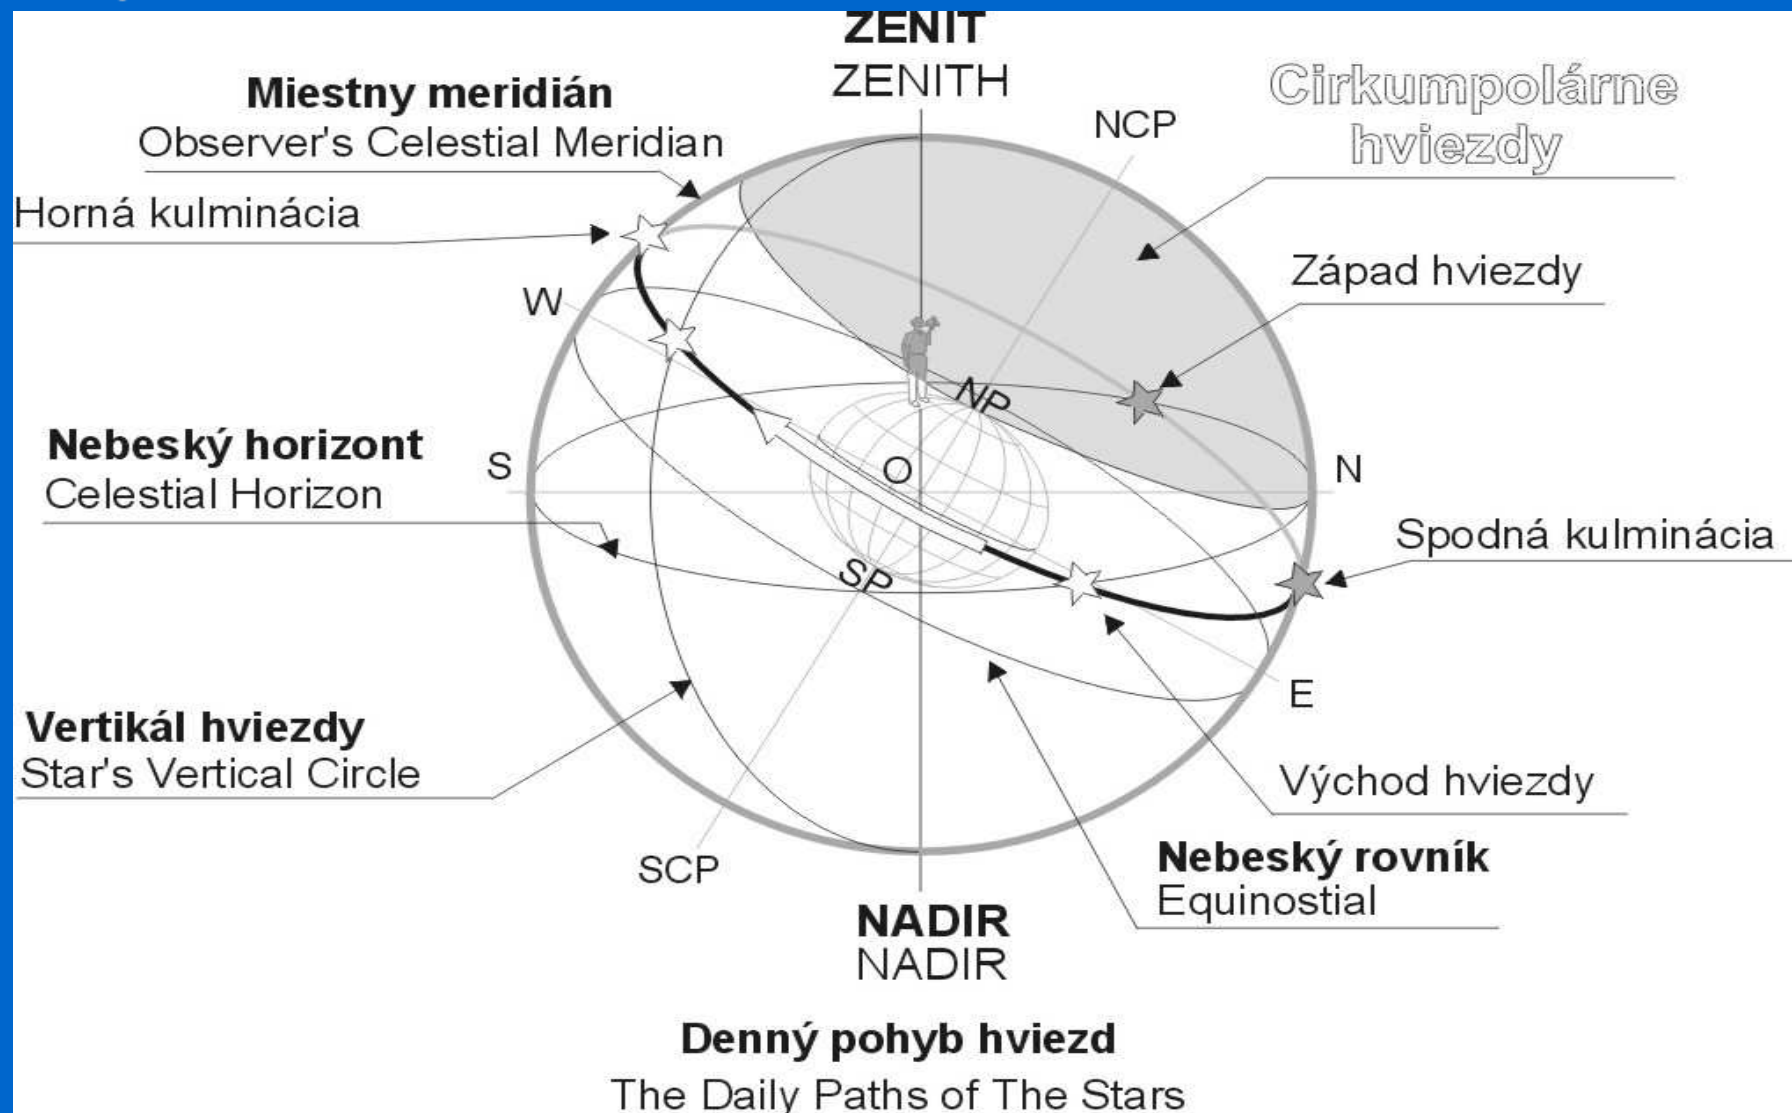 ZENIT
ZENITH
Miestny meridián
Observer's Celestial Meridian
NCP
Cirkumpolárne
hviezdy
Horná kulminácia
Západ hviezdy
W
NP
Nebeský horizont
Celestial Horizon
S
O
N
Spodná kulminácia
SP
E
Vertikál hviezdy
Star's Vertical Circle
Východ hviezdy
SCP
Nebeský rovník
Equinostial
NADIR
NADIR
Denný pohyb hviezd
The Daily Paths of The Stars